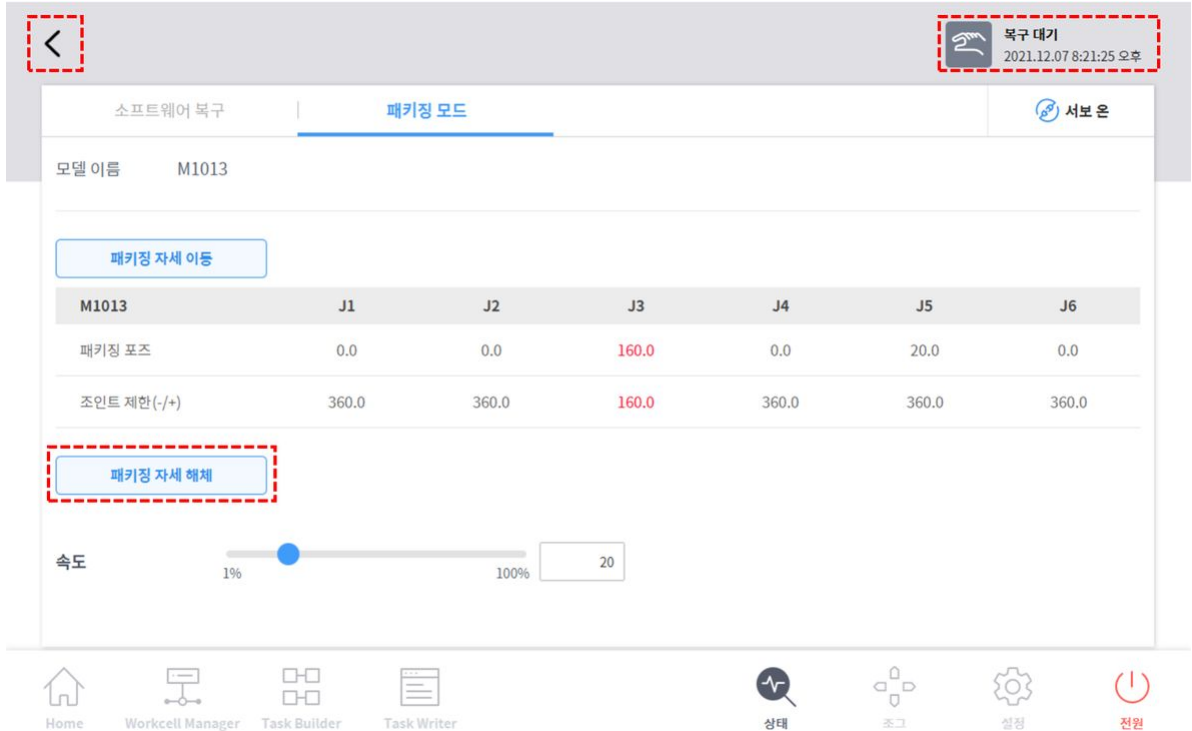 복구 대기
2021.12.07 8:21:25 오후
소프트웨어 복구 | 패키징 모드 서보 온
모델 이름 M1013
패키징 자세 이동
M1013 J1 J2 J3 J4 J5 J6
패키징 포즈 0.0 0.0 160.0 0.0 20.0 0.0
조인트 제한(-/+) 360.0 360.0 160.0 360.0 360.0 360.0
패키징 자세 해체
속도 1% 100% 20
Home Workcell Manager Task Builder Task Writer 상태 조그 설정 전원